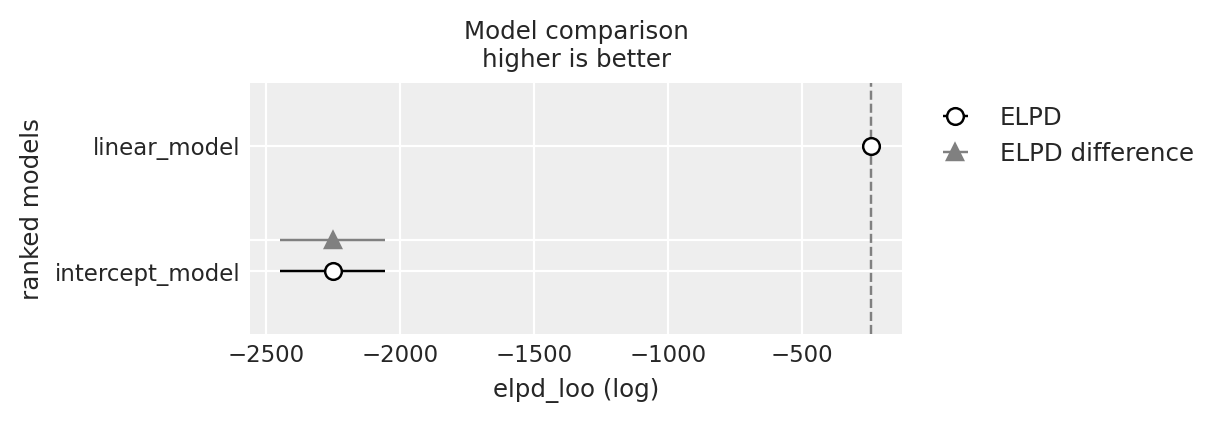 Model comparison
higher is better
ranked models
linear_model
intercept_model
−2500
−2000
−1500
−1000
−500
elpd_loo (log)
ELPD
ELPD difference